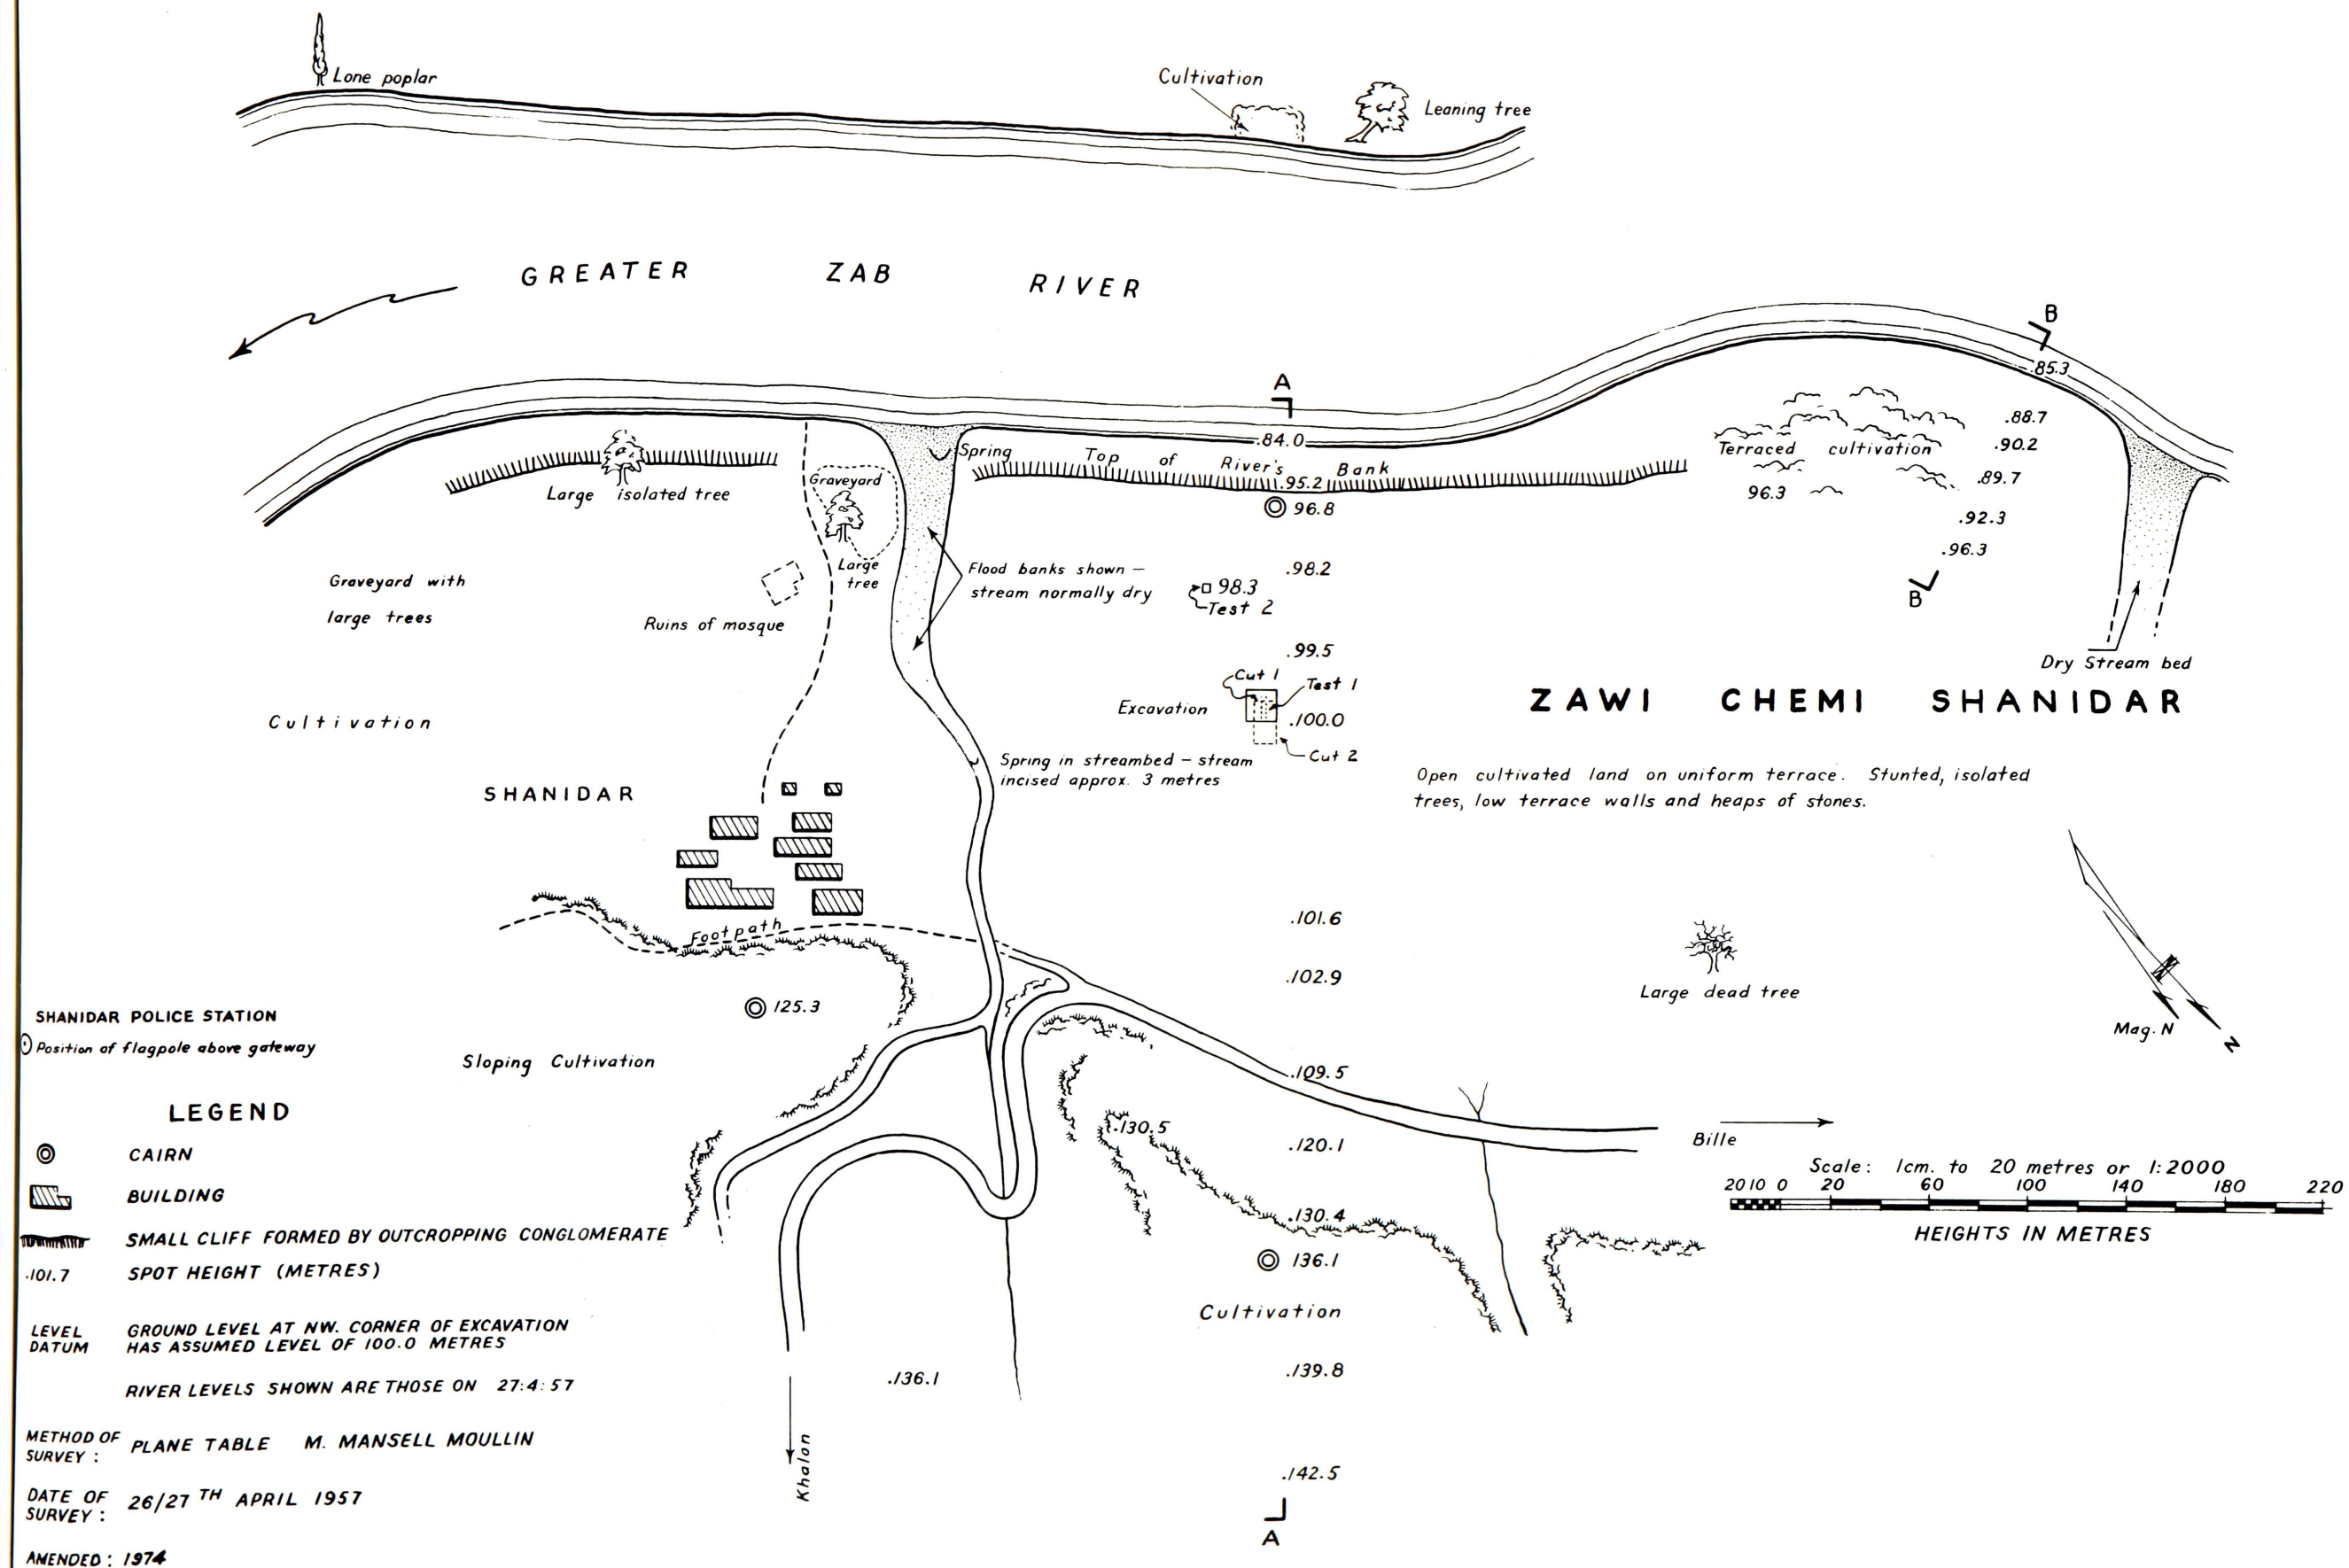 Lone poplar
Cultivation
Leaning tree
GREATER ZAB RIVER
B
.85.3
A
.84.0
.88.7
.90.2
Terraced cultivation
.89.7
96.3
.92.3
.96.3
B
Spring
Top of River's Bank
.95.2
96.8
Graveyard
Large isolated tree
Large
tree
Flood banks shown –
stream normally dry
.98.2
98.3
Test 2
Graveyard with
large trees
Ruins of mosque
.99.5
Dry Stream bed
Cut 1
Test 1
Excavation
.100.0
Cut 2
ZAWI CHEMI SHANIDAR
Cultivation
Spring in streambed – stream
incised approx. 3 metres
Open cultivated land on uniform terrace. Stunted, isolated
trees, low terrace walls and heaps of stones.
SHANIDAR
Footpath
.101.6
.102.9
Large dead tree
Mag. N
N
125.3
SHANIDAR POLICE STATION
Position of flagpole above gateway
Sloping Cultivation
.109.5
.130.5
.120.1
Bille
.130.4
136.1
Cultivation
.139.8
.136.1
.142.5
A
Khalon
Scale: 1cm. to 20 metres or 1:2000
20 10 0 20 60 100 140 180 220
HEIGHTS IN METRES
LEGEND
CAIRN
BUILDING
SMALL CLIFF FORMED BY OUTCROPPING CONGLOMERATE
.101.7 SPOT HEIGHT (METRES)
LEVEL DATUM GROUND LEVEL AT NW. CORNER OF EXCAVATION
HAS ASSUMED LEVEL OF 100.0 METRES
RIVER LEVELS SHOWN ARE THOSE ON 27:4:57
METHOD OF SURVEY: PLANE TABLE M. MANSELL MOULLIN
DATE OF SURVEY: 26/27TH APRIL 1957
AMENDED: 1974